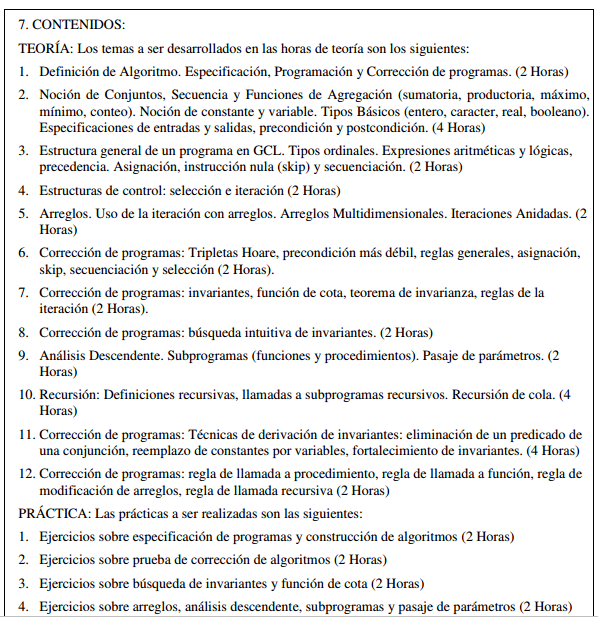 7. CONTENIDOS:
TEORÍA: Los temas a ser desarrollados en las horas de teoría son los siguientes:
1. Definición de Algoritmo. Especificación, Programación y Corrección de programas. (2 Horas)
2. Noción de Conjuntos, Secuencia y Funciones de Agregación (sumatoria, productoria, máximo,
mínimo, conteo). Noción de constante y variable. Tipos Básicos (entero, caracter, real, booleano).
Especificaciones de entradas y salidas, precondición y postcondición. (4 Horas)
3. Estructura general de un programa en GCL. Tipos ordinales. Expresiones aritméticas y lógicas,
precedencia. Asignación, instrucción nula (skip) y secuenciación. (2 Horas)
4. Estructuras de control: selección e iteración (2 Horas)
5. Arreglos. Uso de la iteración con arreglos. Arreglos Multidimensionales. Iteraciones Anidadas. (2
Horas)
6. Corrección de programas: Tripletas Hoare, precondición más débil, reglas generales, asignación,
skip, secuenciación y selección (2 Horas).
7. Corrección de programas: invariantes, función de cota, teorema de invarianza, reglas de la
iteración (2 Horas).
8. Corrección de programas: búsqueda intuitiva de invariantes. (2 Horas)
9. Análisis Descendente. Subprogramas (funciones y procedimientos). Pasaje de parámetros. (2
Horas)
10. Recursión: Definiciones recursivas, llamadas a subprogramas recursivos. Recursión de cola. (4
Horas)
11. Corrección de programas: Técnicas de derivación de invariantes: eliminación de un predicado de
una conjunción, reemplazo de constantes por variables, fortalecimiento de invariantes. (4 Horas)
12. Corrección de programas: regla de llamada a procedimiento, regla de llamada a función, regla de
modificación de arreglos, regla de llamada recursiva (2 Horas)
PRÁCTICA: Las prácticas a ser realizadas son las siguientes:
1. Ejercicios sobre especificación de programas y construcción de algoritmos (2 Horas)
2. Ejercicios sobre prueba de corrección de algoritmos (2 Horas)
3. Ejercicios sobre búsqueda de invariantes y función de cota (2 Horas)
4. Ejercicios sobre arreglos, análisis descendente, subprogramas y pasaje de parámetros (2 Horas)